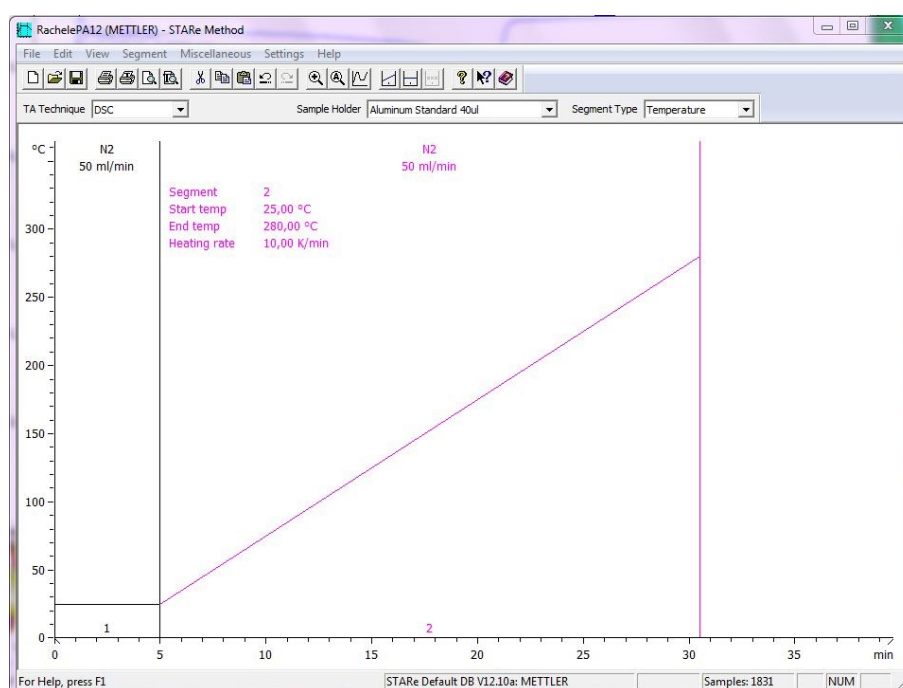 RachelePA12 (METTLER) - STARe Method
File Edit View Segment Miscellaneous Settings Help
TA Technique DSC Sample Holder Aluminum Standard 40ul Segment Type Temperature
ºC N2 N2
50 ml/min 50 ml/min
Segment 2
Start temp 25,00 ºC
End temp 280,00 ºC
Heating rate 10,00 K/min
300
250
200
150
100
50
1 2
0
0 5 10 15 20 25 30 35 min
For Help, press F1 STARe Default DB V12.10a: METTLER Samples: 1831 NUM